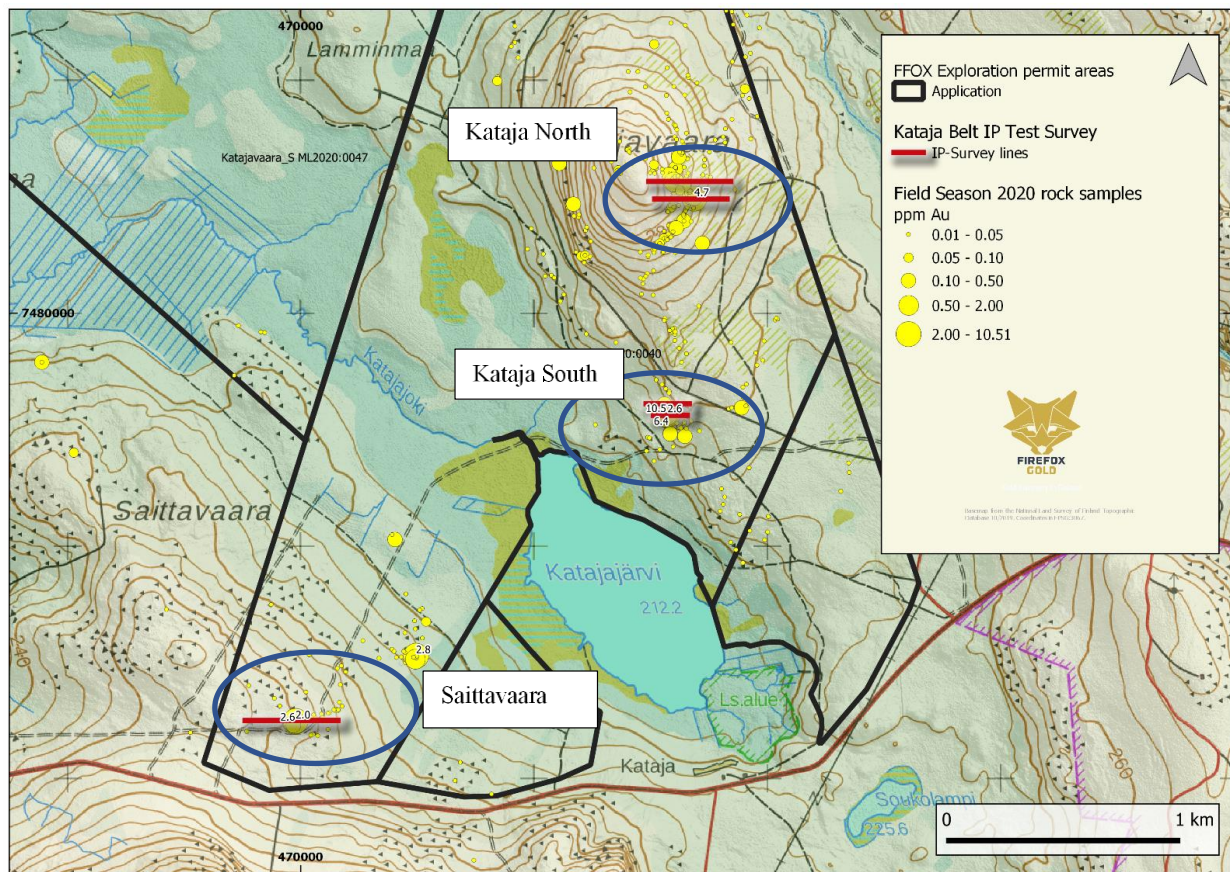 470000
Lamminmaa
Kataja North
avaara
Katajavaara_S ML2020:0047
4.7
7480000
0:0040
Katajoki
Kataja South
10.5
2.6
6.4
Saittavaara
Katajajärvi
212.2
2.8
Saittavaara
2.6
2.0
Ls.alue
Kataja
Soukolampi
225.6
260
240
470000
FFOX Exploration permit areas
Application
Kataja Belt IP Test Survey
IP-Survey lines
Field Season 2020 rock samples
ppm Au
0.01 - 0.05
0.05 - 0.10
0.10 - 0.50
0.50 - 2.00
2.00 - 10.51
FIREFOX
GOLD
0
1 km